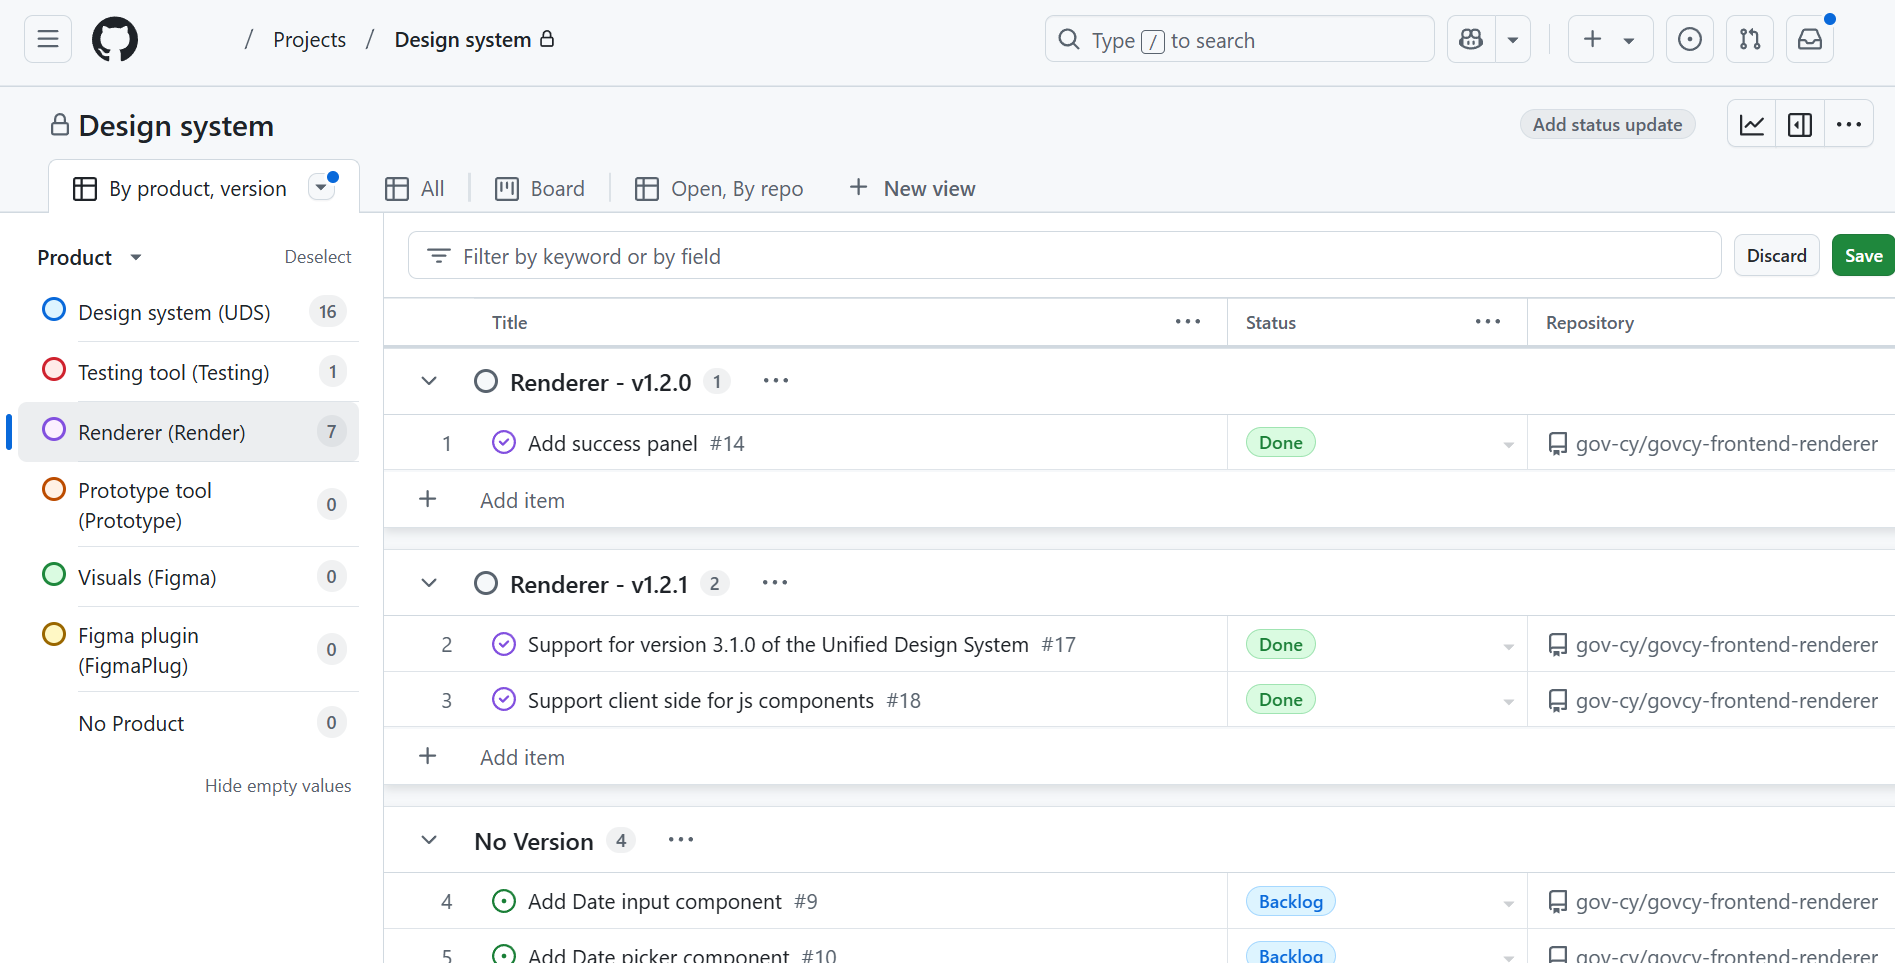 / Projects / Design system
Type / to search
Design system
Add status update
By product, version
All
Board
Open, By repo
New view
Product
Deselect
Design system (UDS) 16
Testing tool (Testing) 1
Renderer (Render) 7
Prototype tool
(Prototype) 0
Visuals (Figma) 0
Figma plugin
(FigmaPlug) 0
No Product 0
Hide empty values
Filter by keyword or by field
Discard
Save
Title ... Status ... Repository
Renderer - v1.2.0 1 ...
1 Add success panel #14 Done gov-cy/govcy-frontend-renderer
+ Add item
Renderer - v1.2.1 2 ...
2 Support for version 3.1.0 of the Unified Design System #17 Done gov-cy/govcy-frontend-renderer
3 Support client side for js components #18 Done gov-cy/govcy-frontend-renderer
+ Add item
No Version 4 ...
4 Add Date input component #9 Backlog gov-cy/govcy-frontend-renderer
5 Add Date picker component #10 Backlog gov-cy/govcy-frontend-renderer